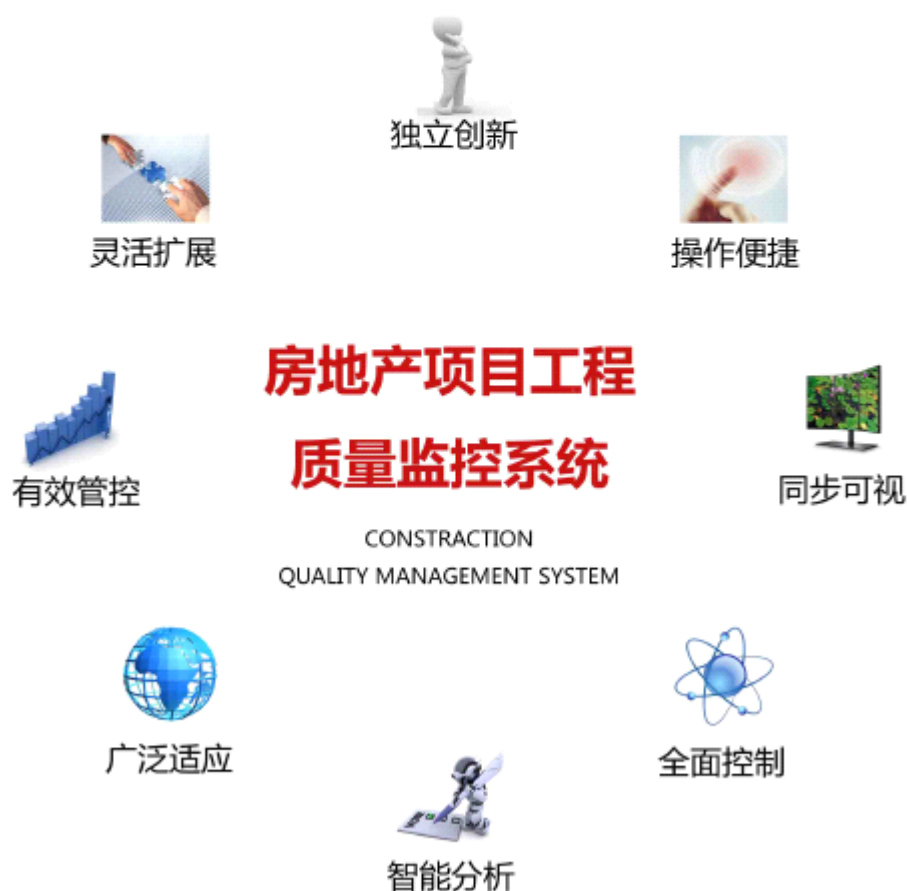 独立创新
灵活扩展
操作便捷
房地产项目工程
质量监控系统
有效管控
同步可视
CONSTRACTION
QUALITY MANAGEMENT SYSTEM
广泛适应
全面控制
智能分析